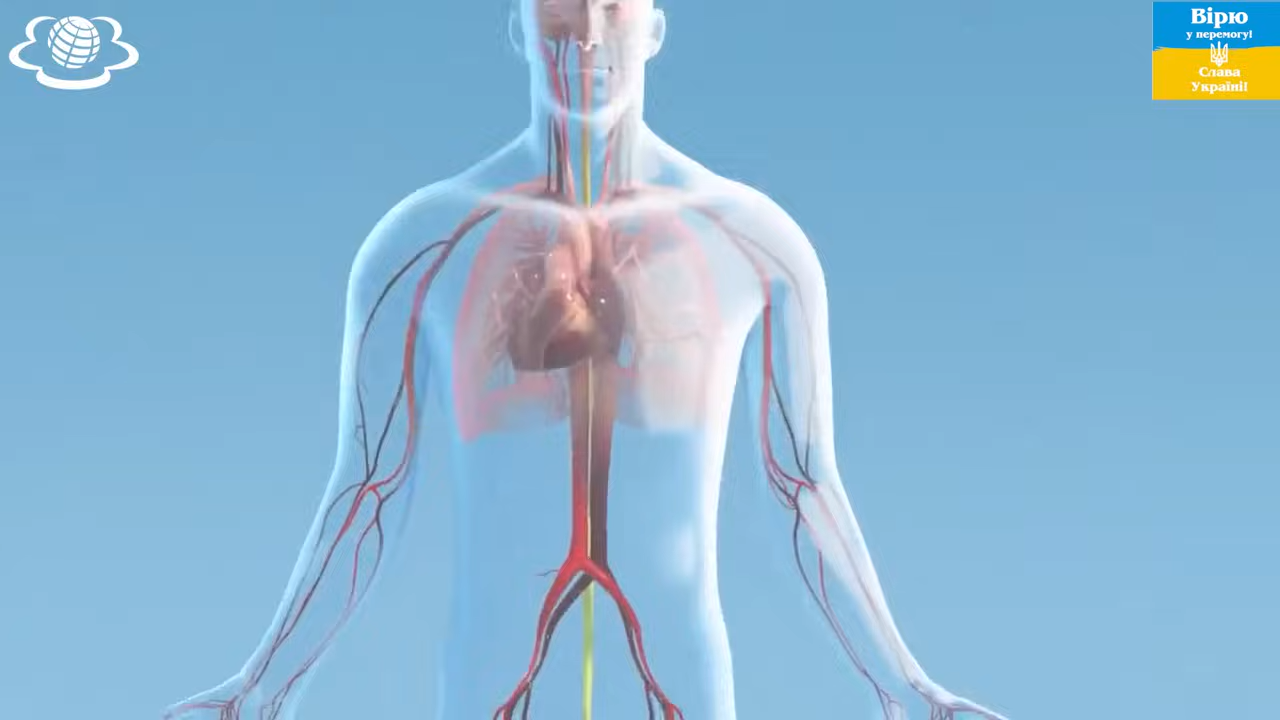 Вірю
у перемогу!
Слава
Україні!